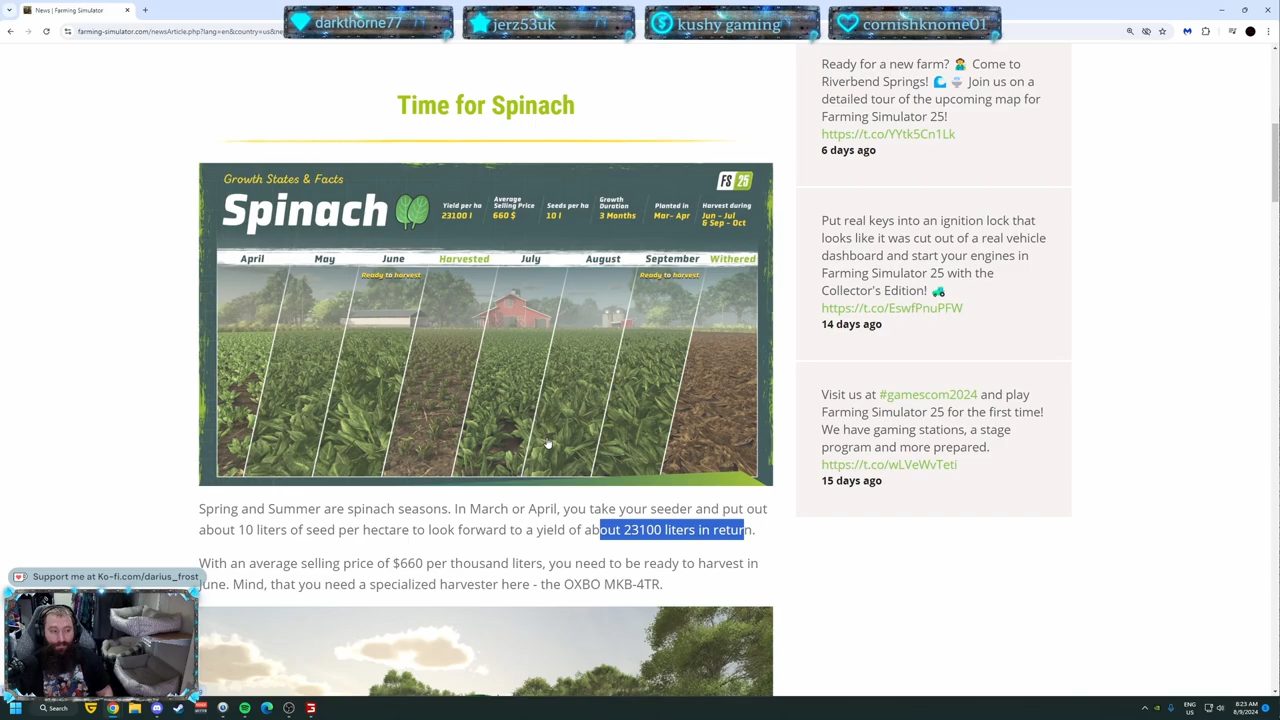 News | Farming Simulator
farming-simulator.com/newsArticle.php?lang=en&country=us&ne
darkthorne77
jerz53uk
kushy gaming
cornishknome01
Time for Spinach
Growth States & Facts
Spinach
Yield per ha
23100 l
Average
Selling Price
660 $
Seeds per ha
10 l
Growth
Duration
3 Months
Planted in
Mar- Apr
Harvest during
Jun - Jul
& Sep - Oct
FS 25
April May June Harvested July August September Withered
Ready to harvest Ready to harvest
Spring and Summer are spinach seasons. In March or April, you take your seeder and put out
about 10 liters of seed per hectare to look forward to a yield of about 23100 liters in return.
With an average selling price of $660 per thousand liters, you need to be ready to harvest in
June. Mind, that you need a specialized harvester here - the OXBO MKB-4TR.
Ready for a new farm? 👨‍🌾 Come to
Riverbend Springs! 🌊 🍧 Join us on a
detailed tour of the upcoming map for
Farming Simulator 25!
https://t.co/YYtk5Cn1Lk
6 days ago
Put real keys into an ignition lock that
looks like it was cut out of a real vehicle
dashboard and start your engines in
Farming Simulator 25 with the
Collector's Edition! 🚜
https://t.co/EswfPnuPFW
14 days ago
Visit us at #gamescom2024 and play
Farming Simulator 25 for the first time!
We have gaming stations, a stage
program and more prepared.
https://t.co/wLVeWvTeti
15 days ago
Support me at Ko-fi.com/darius_frost
Search
ENG
US
8:23 AM
8/9/2024